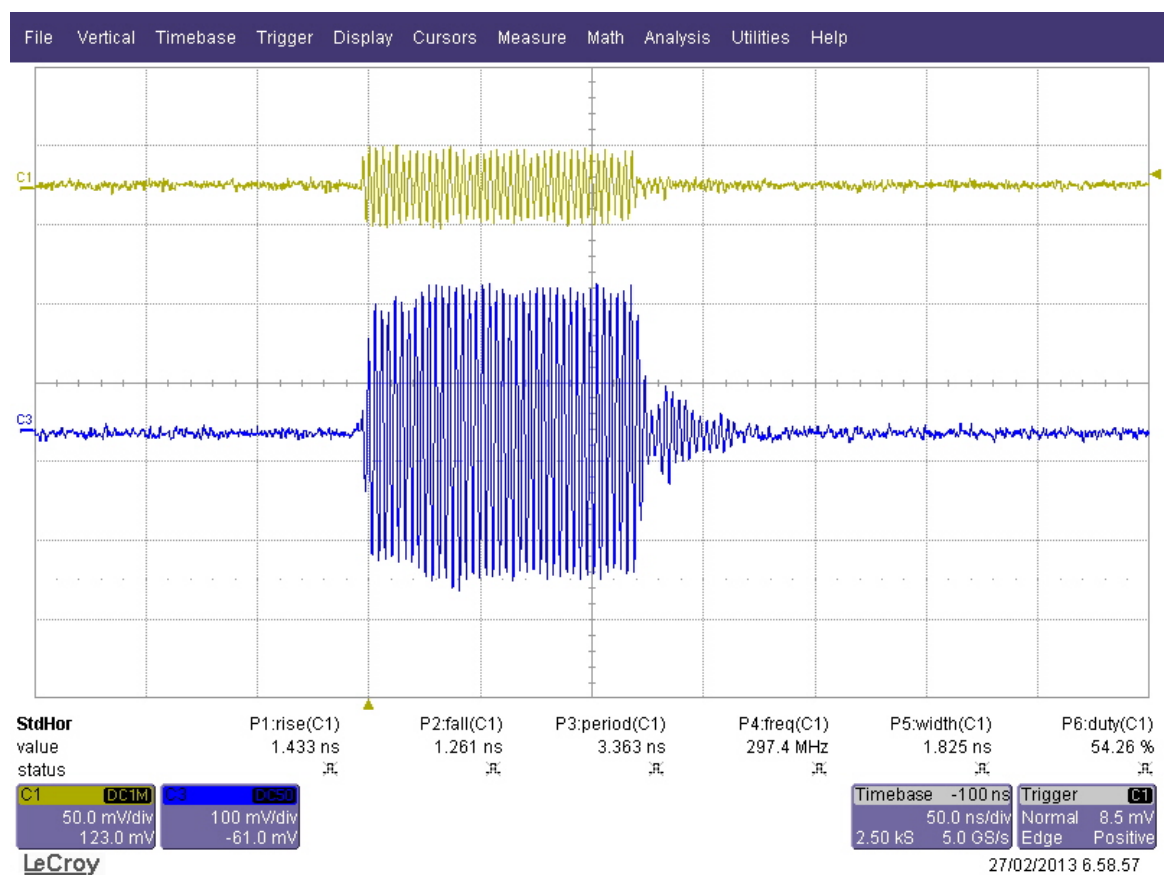 File Vertical Timebase Trigger Display Cursors Measure Math Analysis Utilities Help
C1
C3
StdHor P1:rise(C1) P2:fall(C1) P3:period(C1) P4:freq(C1) P5:width(C1) P6:duty(C1)
value 1.433 ns 1.261 ns 3.363 ns 297.4 MHz 1.825 ns 54.26 %
status
C1 DC1M C3 DC50 Timebase -100 ns Trigger C1
50.0 mV/div 100 mV/div 50.0 ns/div Normal 8.5 mV
123.0 mV -61.0 mV 2.50 kS 5.0 GS/s Edge Positive
LeCroy 27/02/2013 6.58.57